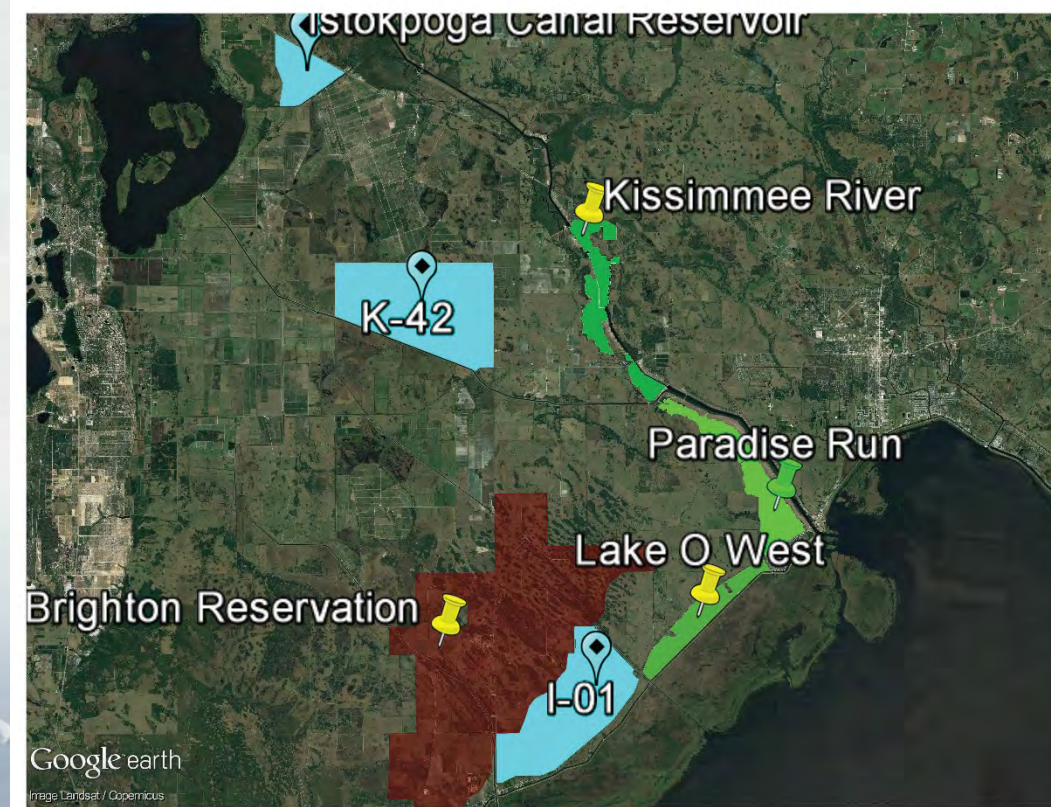 Istokpoga Canal Reservoir
Kissimmee River
K-42
Paradise Run
Lake O West
Brighton Reservation
I-01
Google earth
Image Landsat / Copernicus